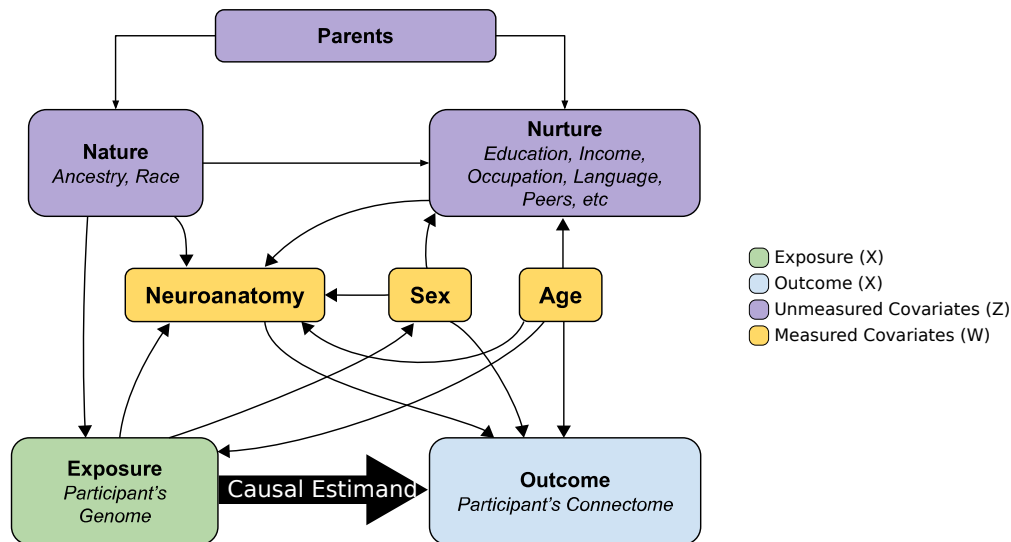 Parents
Nature
Ancestry, Race
Nurture
Education, Income,
Occupation, Language,
Peers, etc
Neuroanatomy
Sex
Age
Exposure (X)
Outcome (X)
Unmeasured Covariates (Z)
Measured Covariates (W)
Exposure
Participant's
Genome
Causal Estimand
Outcome
Participant's Connectome